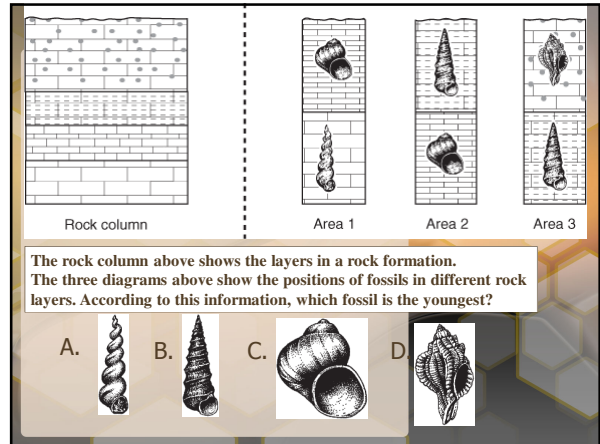 Rock column
Area 1
Area 2
Area 3
The rock column above shows the layers in a rock formation.
The three diagrams above show the positions of fossils in different rock
layers. According to this information, which fossil is the youngest?
A.
B.
C.
D.